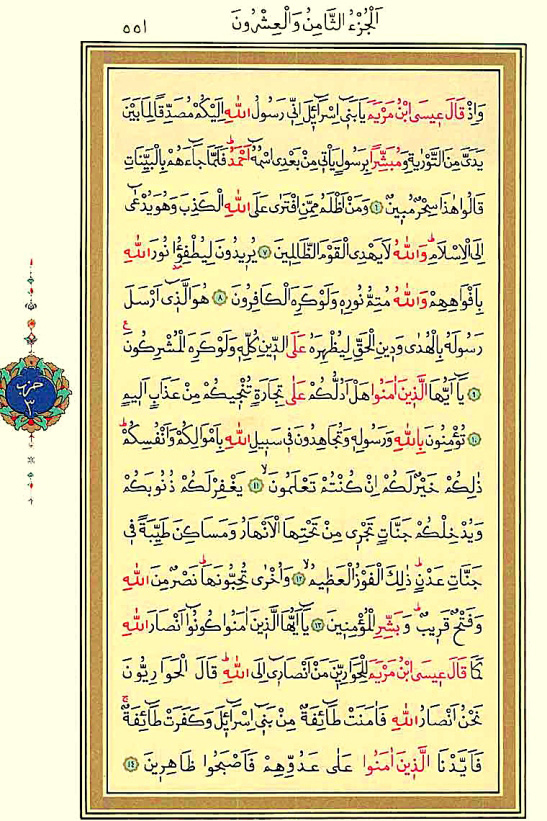 اَلْجُزْءُ الثَّامِنُ وَالْعِشْرُونَ
٥٥١
وَاِذْ قَالَ عٖيسَى ابْنُ مَرْيَمَ يَا بَنٖٓى اِسْرَٓائٖلَ اِنّٖى رَسُولُ اللّٰهِ اِلَيْكُمْ مُصَدِّقًا لِمَا بَيْنَ
يَدَىَّ مِنَ التَّوْرٰيةِ وَمُبَشِّرًا بِرَسُولٍ يَاْتٖى مِنْ بَعْدِى اسْمُهُٓ اَحْمَدُؕ فَلَمَّا جَٓاءَهُمْ بِالْبَيِّنَاتِ
قَالُوا هٰذَا سِحْرٌ مُبٖينٌ ﴿٦﴾ وَمَنْ اَظْلَمُ مِمَّنِ افْتَرٰى عَلَى اللّٰهِ الْكَذِبَ وَهُوَ يُدْعٰٓى
اِلَى الْاِسْلَامِؕ وَاللّٰهُ لَا يَهْدِى الْقَوْمَ الظَّالِمٖينَ ﴿٧﴾ يُرٖيدُونَ لِيُطْفِؤُ۫ا نُورَ اللّٰهِ
بِاَفْوَاهِهِمْ وَاللّٰهُ مُتِمُّ نُورِهٖ وَلَوْ كَرِهَ الْكَافِرُونَ ﴿٨﴾ هُوَ الَّذٖٓى اَرْسَلَ
رَسُولَهُ بِالْهُدٰى وَدٖينِ الْحَقِّ لِيُظْهِرَهُ عَلَى الدّٖينِ كُلِّهٖ وَلَوْ كَرِهَ الْمُشْرِكُونَ
﴿٩﴾ يَٓا اَيُّهَا الَّذٖينَ اٰمَنُوا هَلْ اَدُلُّكُمْ عَلٰى تِجَارَةٍ تُنْجٖيكُمْ مِنْ عَذَابٍ اَلٖيمٍ
﴿١٠﴾ تُؤْمِنُونَ بِاللّٰهِ وَرَسُولِهٖ وَتُجَاهِدُونَ فٖى سَبٖيلِ اللّٰهِ بِاَمْوَالِكُمْ وَاَنْفُسِكُمْؕ
ذٰلِكُمْ خَيْرٌ لَكُمْ اِنْ كُنْتُمْ تَعْلَمُونَۙ ﴿١١﴾ يَغْفِرْ لَكُمْ ذُنُوبَكُمْ
وَيُدْخِلْكُمْ جَنَّاتٍ تَجْرٖى مِنْ تَحْتِهَا الْاَنْهَارُ وَمَسَاكِنَ طَيِّبَةً فٖى
جَنَّاتِ عَدْنٍؕ ذٰلِكَ الْفَوْزُ الْعَظٖيمُۙ ﴿١٢﴾ وَاُخْرٰى تُحِبُّونَهَاؕ نَصْرٌ مِنَ اللّٰهِ
وَفَتْحٌ قَرٖيبٌؕ وَبَشِّرِ الْمُؤْمِنٖينَ ﴿١٣﴾ يَٓا اَيُّهَا الَّذٖينَ اٰمَنُوا كُونُٓوا اَنْصَارَ اللّٰهِ
كَمَا قَالَ عٖيسَى ابْنُ مَرْيَمَ لِلْحَوَارِيّٖنَ مَنْ اَنْصَارٖٓى اِلَى اللّٰهِؕ قَالَ الْحَوَارِيُّونَ
نَحْنُ اَنْصَارُ اللّٰهِ فَاٰمَنَتْ طَٓائِفَةٌ مِنْ بَنٖٓى اِسْرَٓائٖلَ وَكَفَرَتْ طَٓائِفَةٌۚ
فَاَيَّدْنَا الَّذٖينَ اٰمَنُوا عَلٰى عَدُوِّهِمْ فَاَصْبَحُوا ظَاهِرٖينَ ﴿١٤﴾
حزب
٣